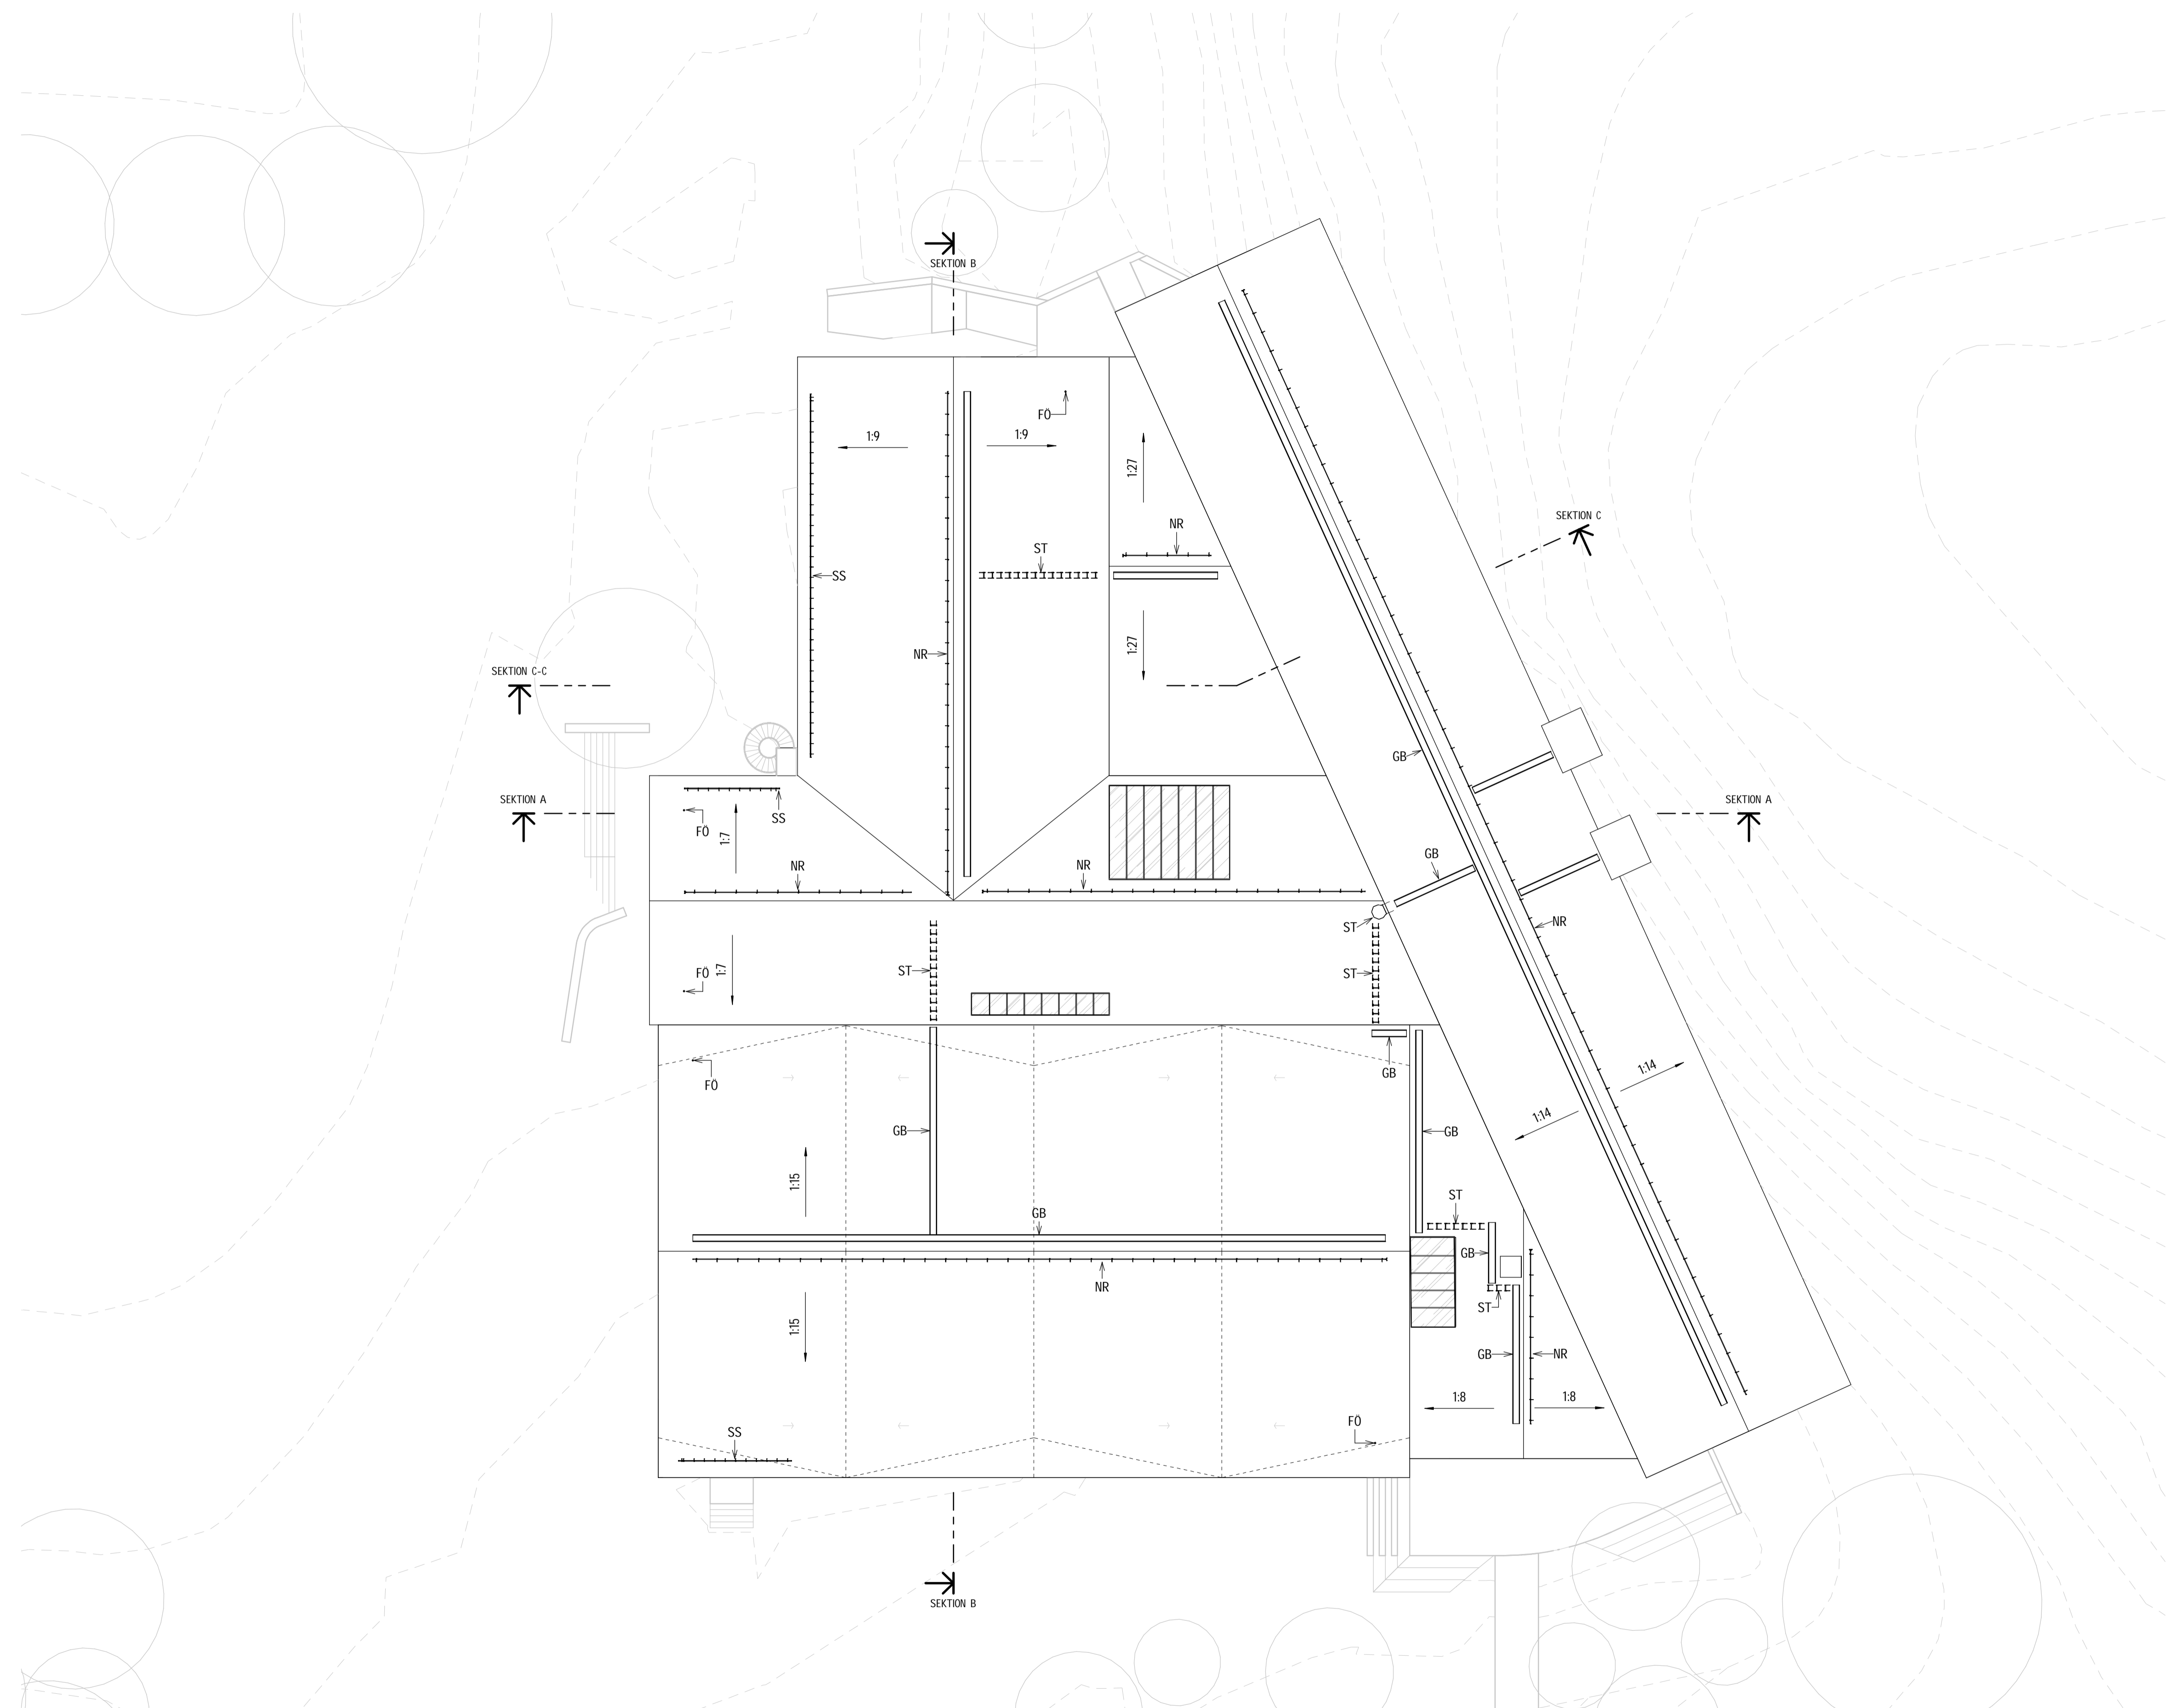 SEKTION B
FÖ
1:9
1:9
1:27
NR
SEKTION C
ST
SS
1:27
NR
SEKTION C-C
GB
SEKTION A
SEKTION A
SS
FÖ
1:7
GB
NR
NR
NR
ST
FÖ
1:7
ST
ST
GB
1:14
FÖ
1:14
GB
GB
1:15
ST
GB
GB
NR
ST
1:15
GB
NR
1:8
1:8
FÖ
SS
SEKTION B